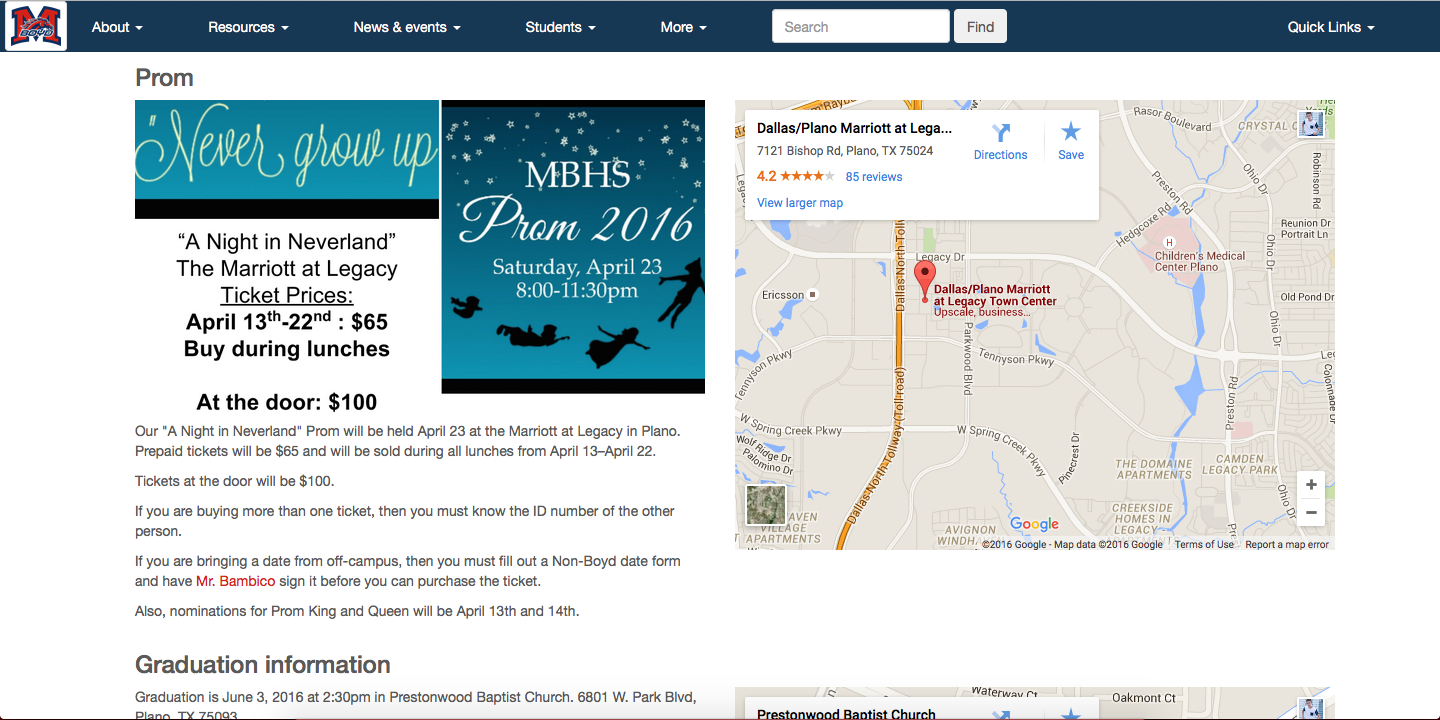 BOYD
About
Resources
News & events
Students
More
Search
Find
Quick Links
Prom
"Never grow up
“A Night in Neverland”
The Marriott at Legacy
Ticket Prices:
April 13th-22nd : $65
Buy during lunches
At the door: $100
MBHS
Prom 2016
Saturday, April 23
8:00-11:30pm
Our "A Night in Neverland" Prom will be held April 23 at the Marriott at Legacy in Plano.
Prepaid tickets will be $65 and will be sold during all lunches from April 13–April 22.
Tickets at the door will be $100.
If you are buying more than one ticket, then you must know the ID number of the other
person.
If you are bringing a date from off-campus, then you must fill out a Non-Boyd date form
and have Mr. Bambico sign it before you can purchase the ticket.
Also, nominations for Prom King and Queen will be April 13th and 14th.
Dallas/Plano Marriott at Lega...
7121 Bishop Rd, Plano, TX 75024
4.2 ★★★★★ 85 reviews
View larger map
Directions
Save
Rasor Boulevard
CRYSTAL
Robinson Rd
Ohio Dr
Preston Rd
Hedgcoxe Rd
Reunion Dr
Portrait Ln
H
Children's Medical
Center Plano
Ohio Dr
Legacy Dr
Dallas North Toll
Ericsson
Dallas/Plano Marriott
at Legacy Town Center
Upscale, business...
Old Pond Dr
Parkwood Blvd
Tennyson Pkwy
Tennyson Pkwy
Ohio Dr
Colonnade
Preston Rd
W Spring Creek Pkwy
W Spring Creek Pkwy
Wolf Ridge Dr
Palomino Dr
Pinecrest Dr
Dallas North Tollway (Toll road)
THE DOMAINE
APARTMENTS
CAMDEN
LEGACY PARK
Ohio Dr
AVEN
VILLAGE
APARTMENTS
AVIGNON
WINDHA
CREEKSIDE
HOMES IN
LEGACY
+
−
Google
©2016 Google - Map data ©2016 Google
Terms of Use
Report a map error
Graduation information
Graduation is June 3, 2016 at 2:30pm in Prestonwood Baptist Church. 6801 W. Park Blvd,
Plano, TX 75093
Prestonwood Baptist Church
Waterway Ct
Oakmont Ct